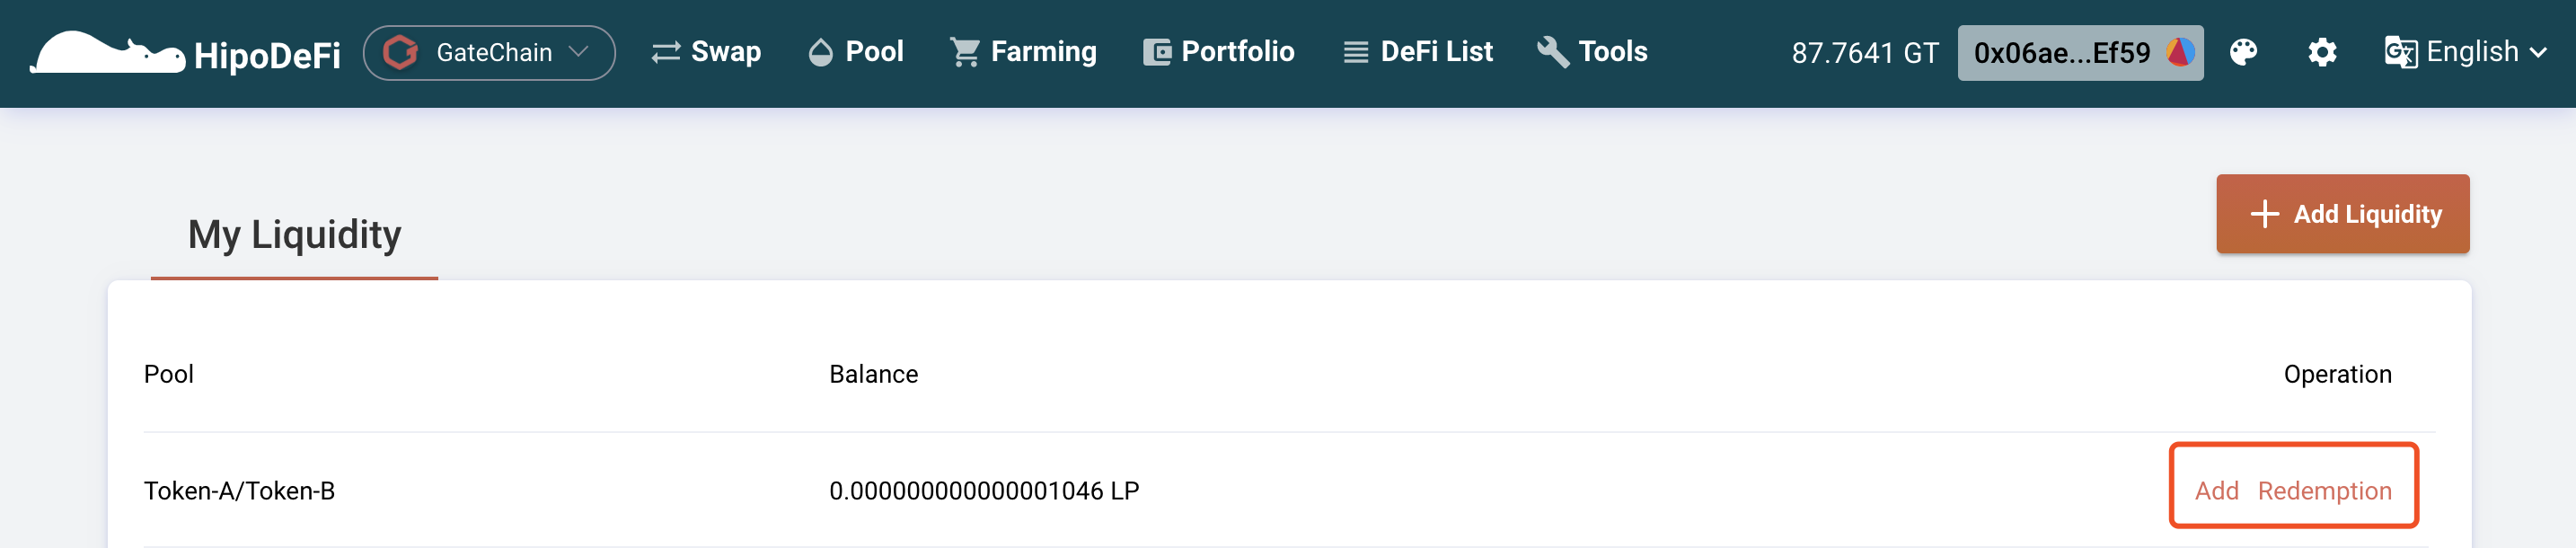 HipoDeFi GateChain Swap Pool Farming Portfolio DeFi List Tools 87.7641 GT 0x06ae...Ef59 English
Add Liquidity
My Liquidity
Pool Balance Operation
Token-A/Token-B 0.000000000000001046 LP Add Redemption